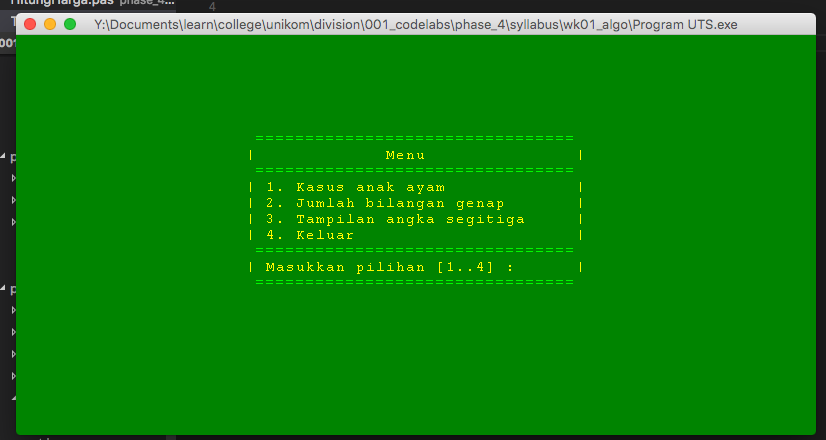 HitungHarga.pas phase_4...
4
001
Y:\Documents\learn\college\unikom\division\001_codelabs\phase_4\syllabus\wk01_algo\Program UTS.exe
================================
| Menu |
================================
| 1. Kasus anak ayam |
| 2. Jumlah bilangan genap |
| 3. Tampilan angka segitiga |
| 4. Keluar |
================================
| Masukkan pilihan [1..4] : |
================================
p
p